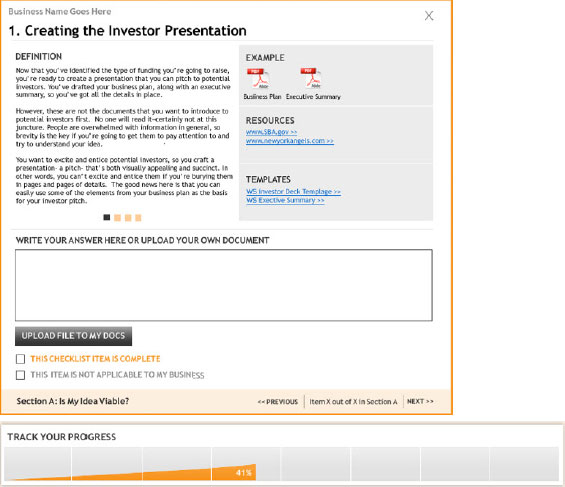 Business Name Goes Here
X
1. Creating the Investor Presentation
DEFINITION
Now that you've identified the type of funding you're going to raise,
you're ready to create a presentation that you can pitch to potential
investors. You've drafted your business plan, along with an executive
summary, so you've got all the details in place.
However, these are not the documents that you want to introduce to
potential investors first. No one will read it-certainly not at this
juncture. People are overwhelmed with information in general, so
brevity is the key if you're going to get them to pay attention to and
try to understand your idea.
You want to excite and entice potential investors, so you craft a
presentation- a pitch- that's both visually appealing and succinct. In
other words, you can't excite and entice them if you're burying them
in pages and pages of details. The good news here is that you can
easily use some of the elements from your business plan as the basis
for your investor pitch.
EXAMPLE
PDF
Adobe
PDF
Adobe
Business Plan
Executive Summary
RESOURCES
www.SBA.gov >>
www.newyorkangels.com >>
TEMPLATES
WS Investor Deck Templage >>
WS Exective Summary >>
WRITE YOUR ANSWER HERE OR UPLOAD YOUR OWN DOCUMENT
UPLOAD FILE TO MY DOCS
THIS CHECKLIST ITEM IS COMPLETE
THIS ITEM IS NOT APPLICABLE TO MY BUSINESS
Section A: Is My Idea Viable?
<< PREVIOUS
Item X out of X in Section A
NEXT >>
TRACK YOUR PROGRESS
41%